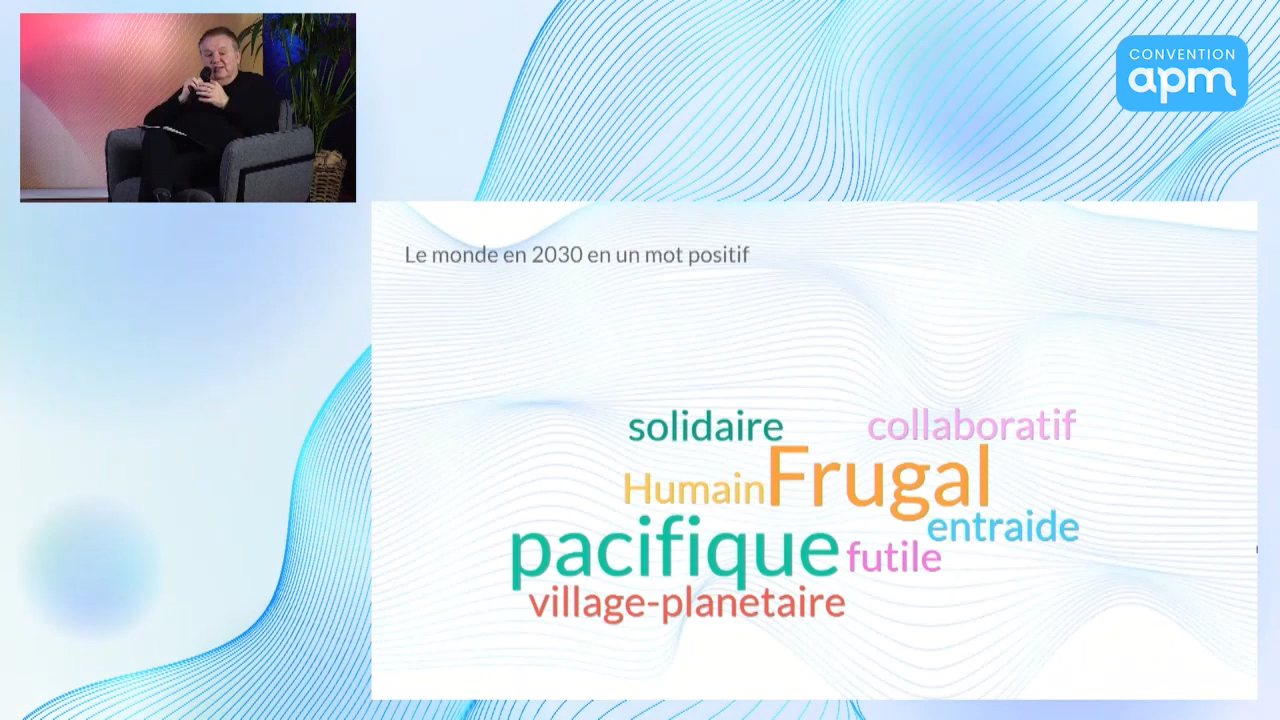 CONVENTION
apm
Le monde en 2030 en un mot positif
solidaire
collaboratif
Humain
Frugal
entraide
pacifique
futile
village-planetaire